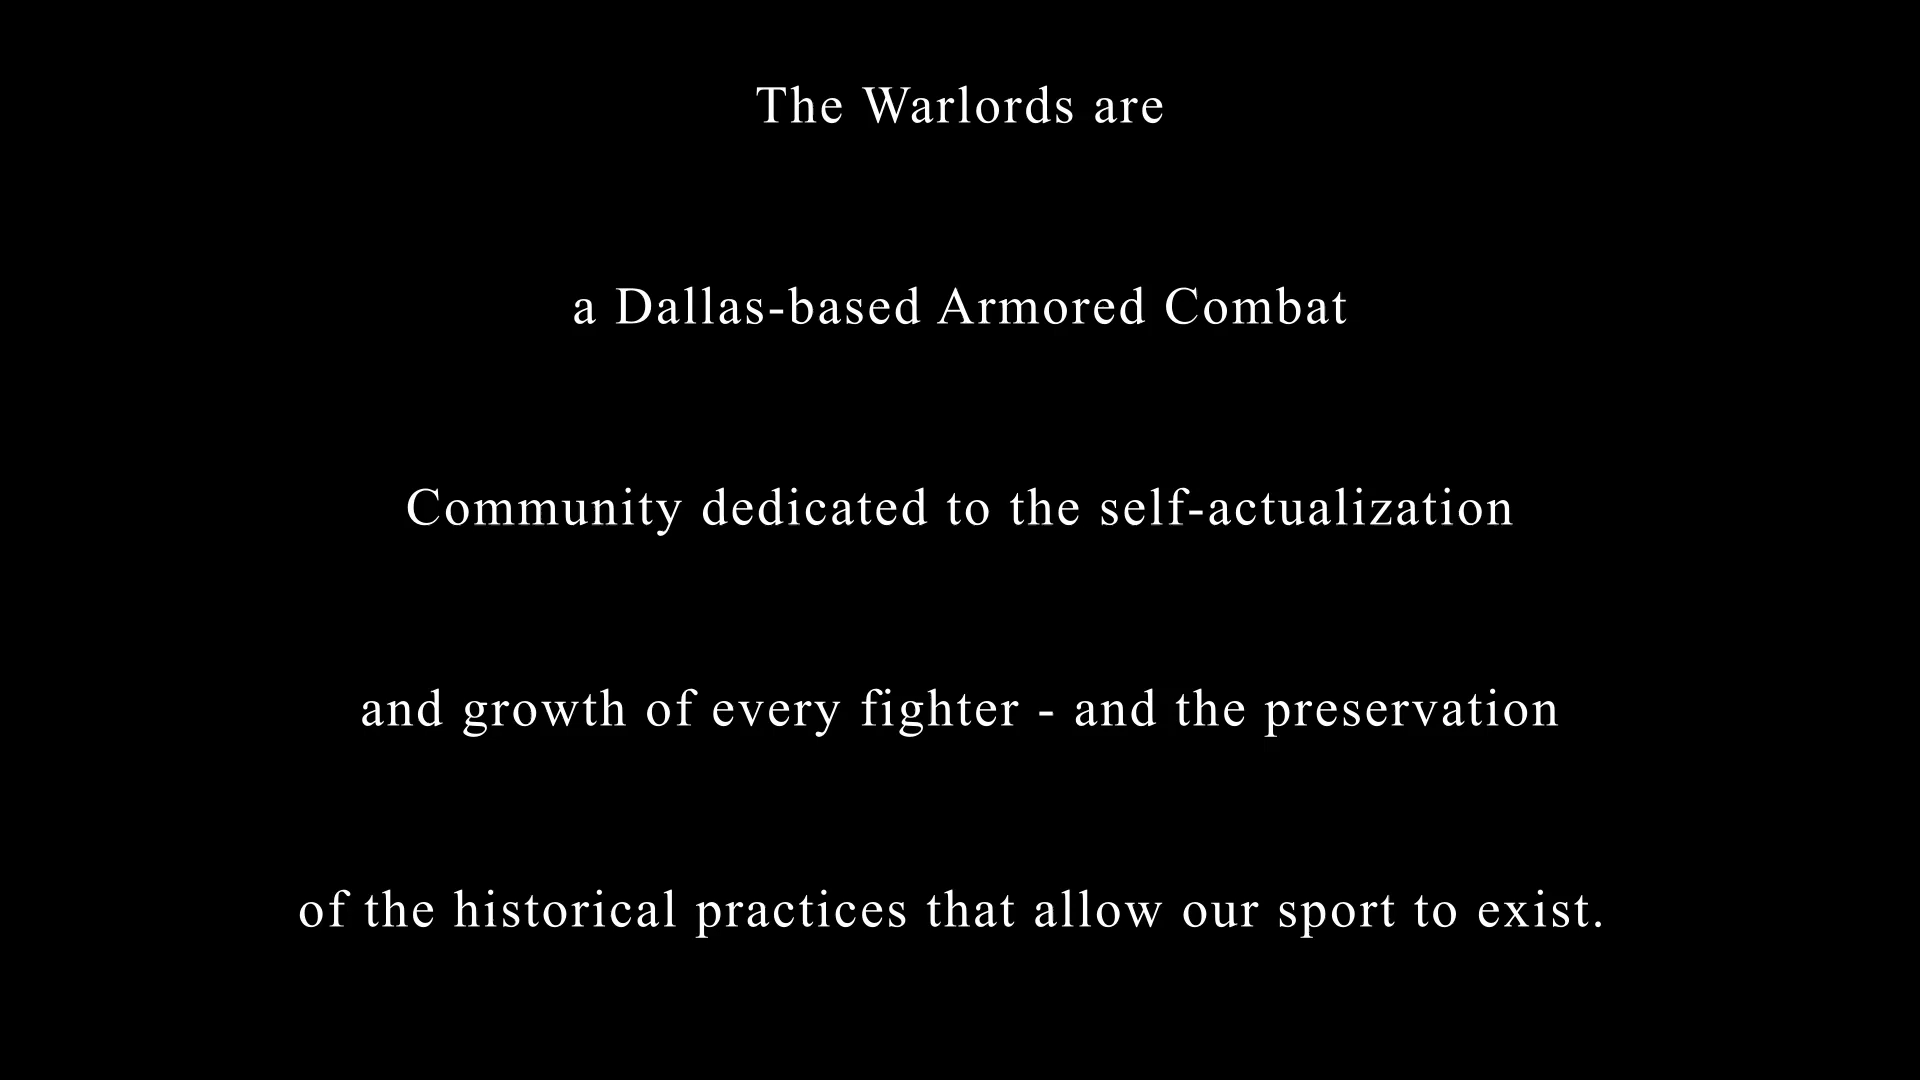 The Warlords are
a Dallas-based Armored Combat
Community dedicated to the self-actualization
and growth of every fighter - and the preservation
of the historical practices that allow our sport to exist.